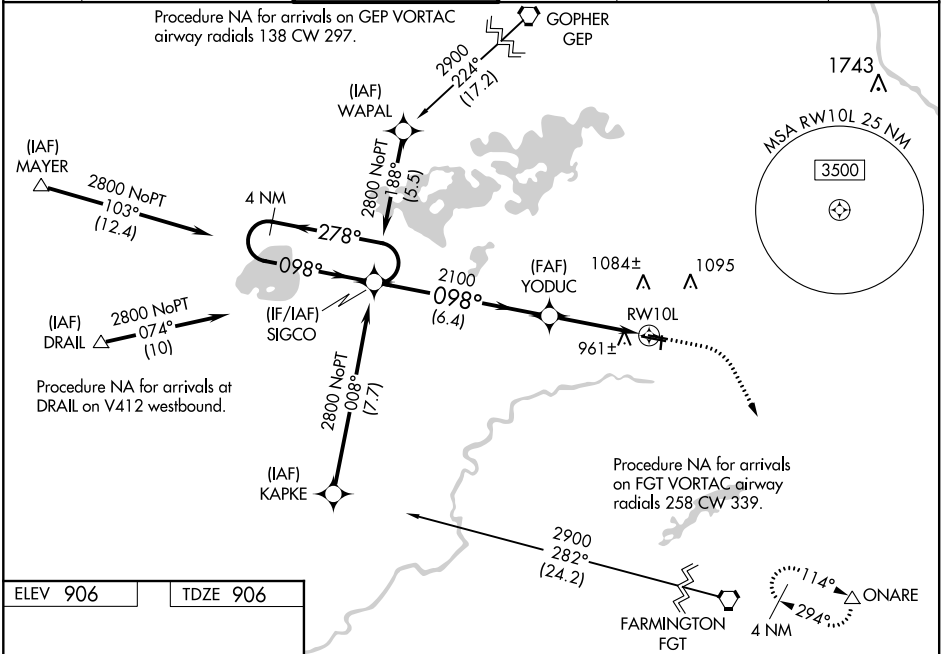 Procedure NA for arrivals on GEP VORTAC
airway radials 138 CW 297.
GOPHER
GEP
2900
224°
(17.2)
(IAF)
WAPAL
1743
MSA RW10L 25 NM
3500
(IAF)
MAYER
2800 NoPT
103°
(12.4)
2800 NoPT
188°
(5.5)
4 NM
278°
098°
(IF/IAF)
SIGCO
2100
098°
(6.4)
(FAF)
YODUC
1084±
1095
RW10L
961±
(IAF)
DRAIL
2800 NoPT
074°
(10)
Procedure NA for arrivals at
DRAIL on V412 westbound.
2800 NoPT
008°
(7.7)
(IAF)
KAPKE
Procedure NA for arrivals
on FGT VORTAC airway
radials 258 CW 339.
2900
282°
(24.2)
FARMINGTON
FGT
114°
294°
4 NM
ONARE
ELEV 906
TDZE 906